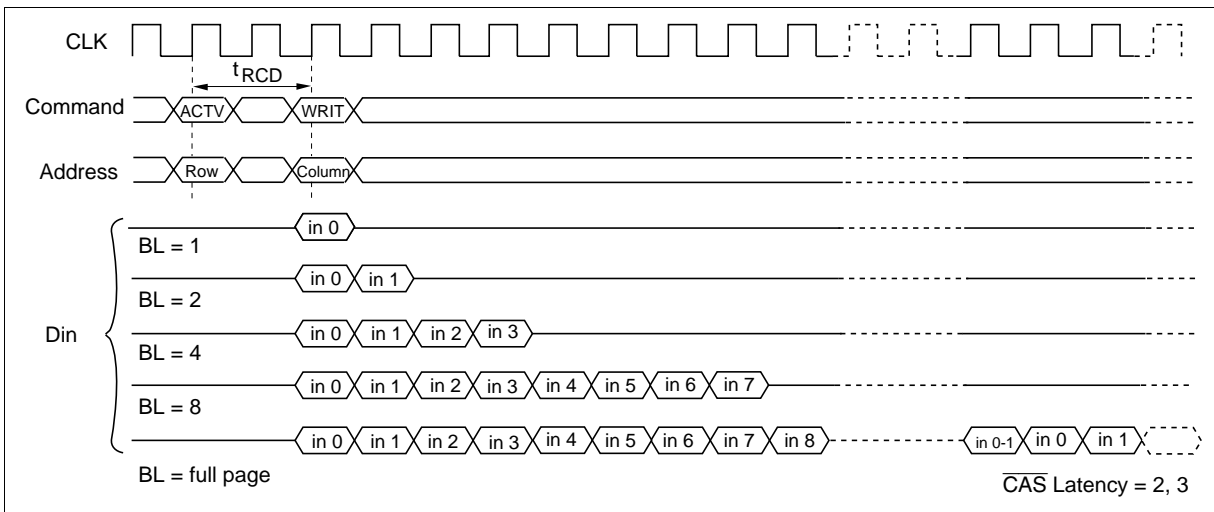 CLK
tRCD
Command ACTV WRIT
Address Row Column
Din
in 0
BL = 1
in 0 in 1
BL = 2
in 0 in 1 in 2 in 3
BL = 4
in 0 in 1 in 2 in 3 in 4 in 5 in 6 in 7
BL = 8
in 0 in 1 in 2 in 3 in 4 in 5 in 6 in 7 in 8 in 0-1 in 0 in 1
BL = full page
CAS Latency = 2, 3